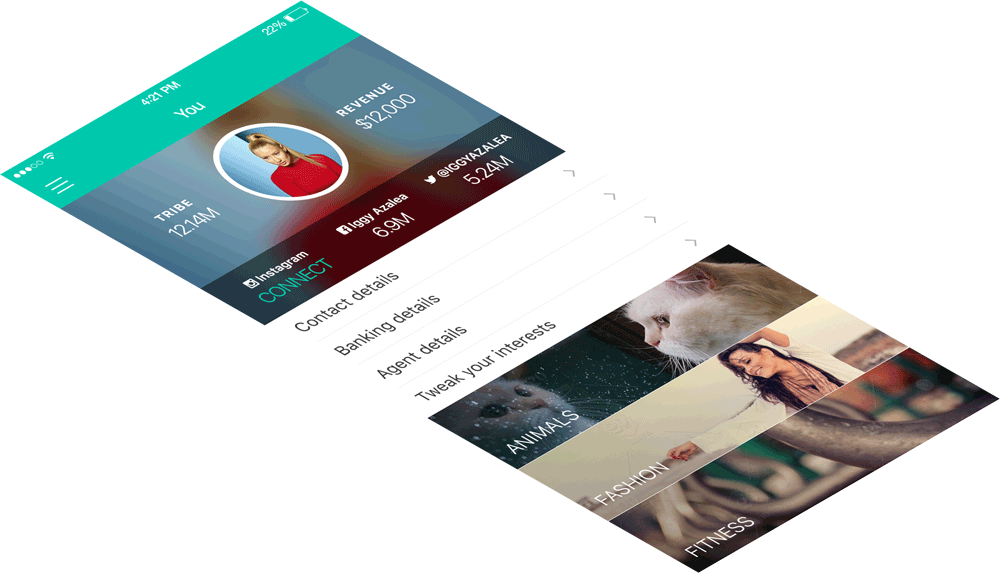 4:21 PM
22%
You
TRIBE
12.14M
REVENUE
$12,000
Instagram
CONNECT
Iggy Azalea
6.9M
@IGGYAZALEA
5.24M
Contact details
Banking details
Agent details
Tweak your interests
ANIMALS
FASHION
FITNESS